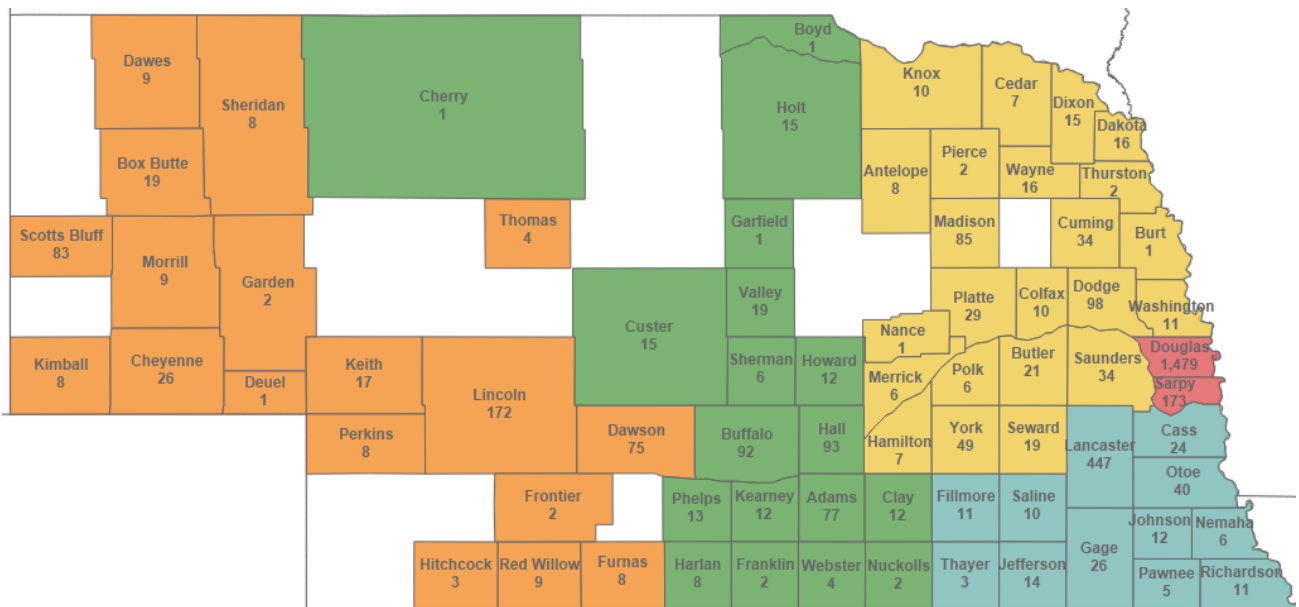 Boyd
1
Dawes
9
Sheridan
8
Cherry
1
Holt
15
Knox
10
Cedar
7
Dixon
15
Dakota
16
Box Butte
19
Antelope
8
Pierce
2
Wayne
16
Thurston
2
Scotts Bluff
83
Morrill
9
Garden
2
Thomas
4
Garfield
1
Madison
85
Cuming
34
Burt
1
Custer
15
Valley
19
Platte
29
Colfax
10
Dodge
98
Washington
11
Kimball
8
Cheyenne
26
Deuel
1
Keith
17
Lincoln
172
Sherman
6
Howard
12
Nance
1
Merrick
6
Polk
6
Butler
21
Saunders
34
Douglas
1,479
Sarpy
173
Perkins
8
Dawson
75
Buffalo
92
Hall
93
Hamilton
7
York
49
Seward
19
Lancaster
447
Cass
24
Otoe
40
Frontier
2
Phelps
13
Kearney
12
Adams
77
Clay
12
Fillmore
11
Saline
10
Hitchcock
3
Red Willow
9
Furnas
8
Harlan
8
Franklin
2
Webster
4
Nuckolls
2
Thayer
3
Jefferson
14
Gage
26
Johnson
12
Nemaha
6
Pawnee
5
Richardson
11